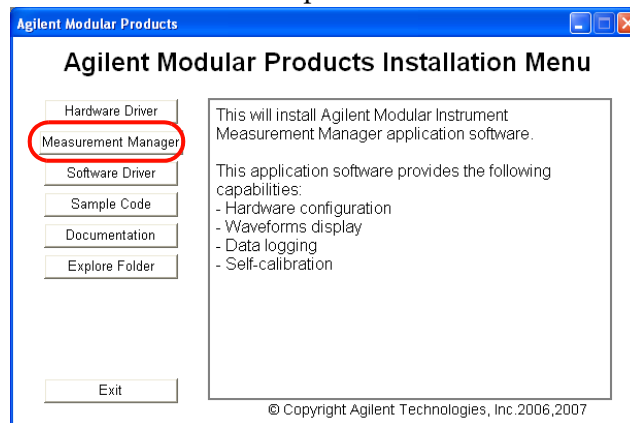 Agilent Modular Products
Agilent Modular Products Installation Menu
Hardware Driver
Measurement Manager
Software Driver
Sample Code
Documentation
Explore Folder
Exit
This will install Agilent Modular Instrument
Measurement Manager application software.
This application software provides the following
capabilities:
- Hardware configuration
- Waveforms display
- Data logging
- Self-calibration
© Copyright Agilent Technologies, Inc.2006,2007